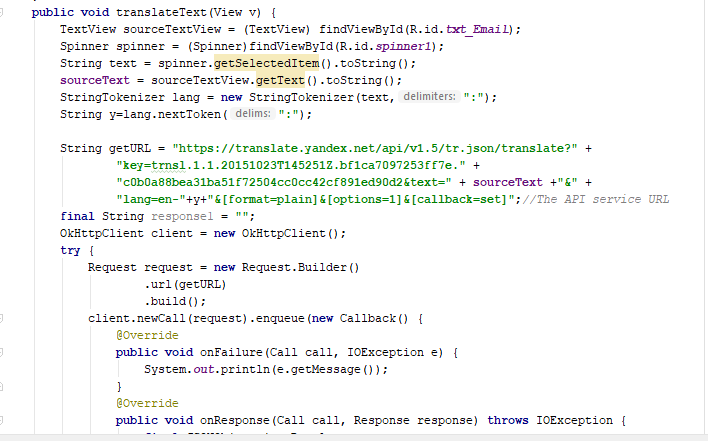 public void translateText(View v) {
TextView sourceTextView = (TextView) findViewById(R.id.txt_Email);
Spinner spinner = (Spinner)findViewById(R.id.spinner1);
String text = spinner.getSelectedItem().toString();
sourceText = sourceTextView.getText().toString();
StringTokenizer lang = new StringTokenizer(text, delimiters: ":");
String y=lang.nextToken( delims: ":");
String getURL = "https://translate.yandex.net/api/v1.5/tr.json/translate?" +
"key=trnsl.1.1.20151023T145251Z.bf1ca7097253ff7e." +
"c0b0a88bea31ba51f72504cc0cc42cf891ed90d2&text=" + sourceText +"&" +
"lang=en-"+y+"&[format=plain]&[options=1]&[callback=set]";//The API service URL
final String responsel = "";
OkHttpClient client = new OkHttpClient();
try {
Request request = new Request.Builder()
.url(getURL)
.build();
client.newCall(request).enqueue(new Callback() {
@Override
public void onFailure(Call call, IOException e) {
System.out.println(e.getMessage());
}
@Override
public void onResponse(Call call, Response response) throws IOException {